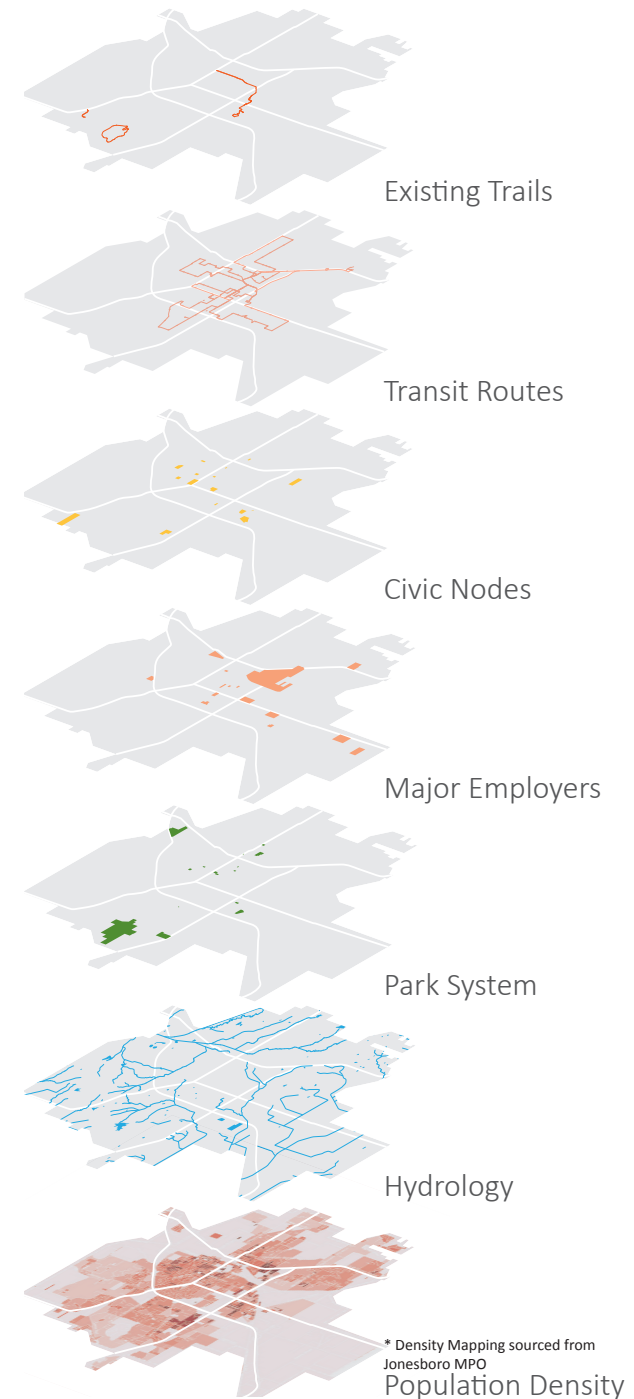 Existing Trails
Transit Routes
Civic Nodes
Major Employers
Park System
Hydrology
* Density Mapping sourced from
Jonesboro MPO
Population Density